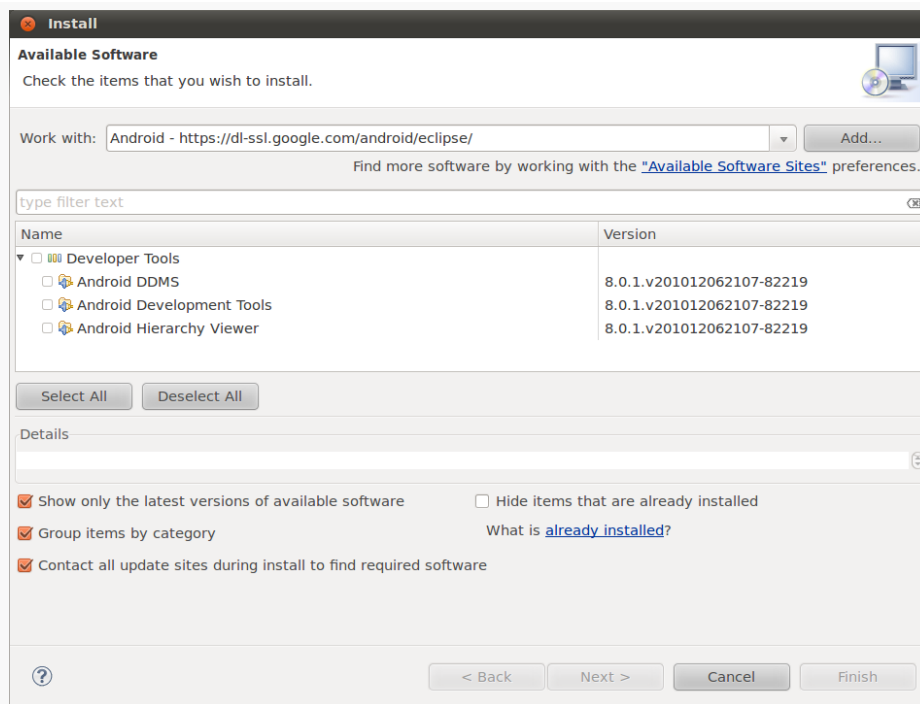 Install
Available Software
Check the items that you wish to install.
Work with: Android - https://dl-ssl.google.com/android/eclipse/ Add...
Find more software by working with the "Available Software Sites" preferences.
type filter text
Name Version
Developer Tools
Android DDMS 8.0.1.v201012062107-82219
Android Development Tools 8.0.1.v201012062107-82219
Android Hierarchy Viewer 8.0.1.v201012062107-82219
Select All Deselect All
Details
Show only the latest versions of available software Hide items that are already installed
Group items by category What is already installed?
Contact all update sites during install to find required software
? < Back Next > Cancel Finish